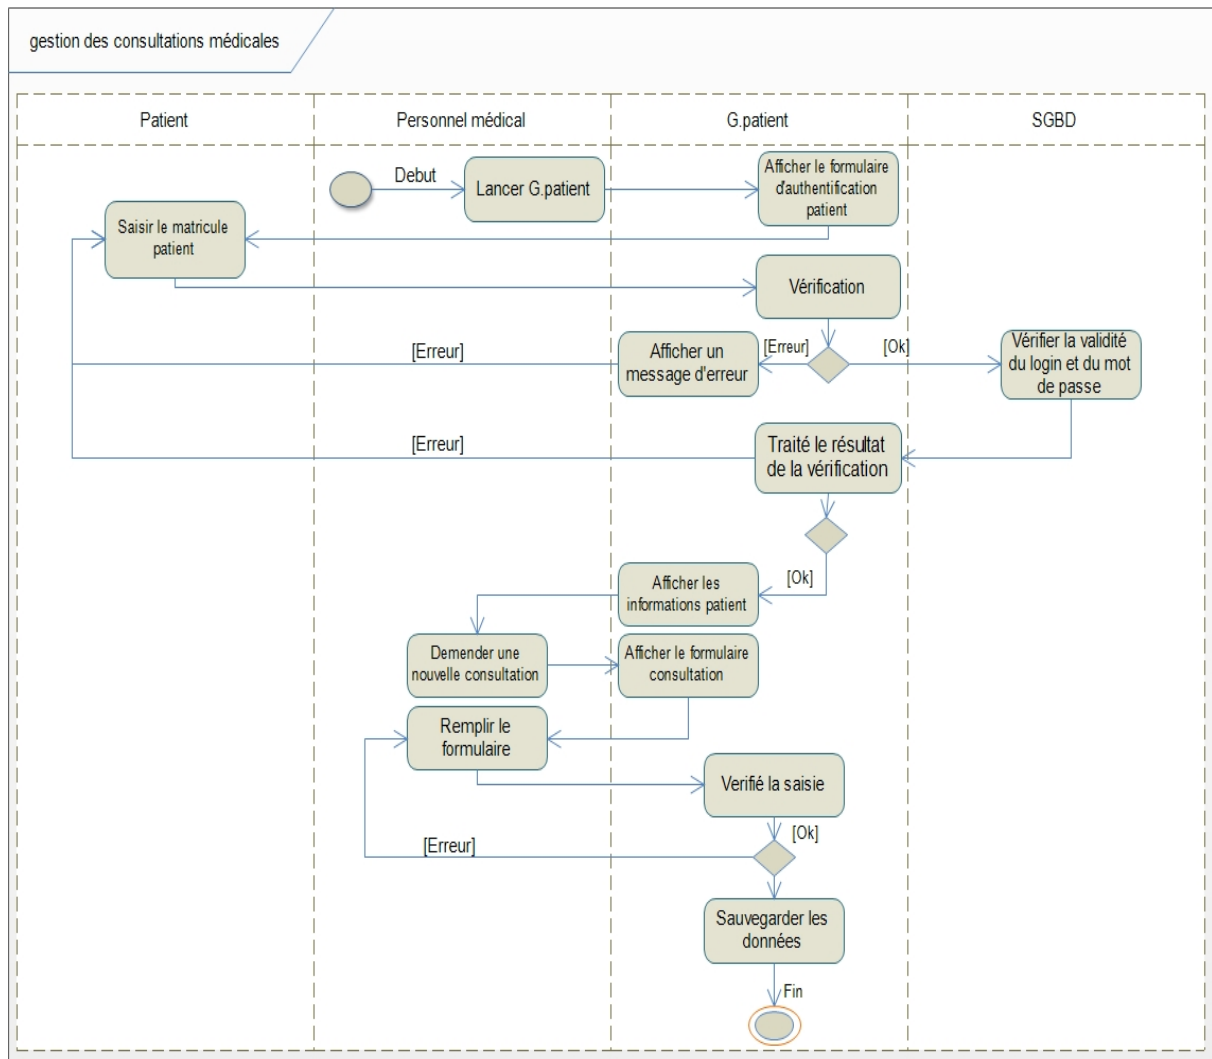 gestion des consultations médicales
Patient
Personnel médical
G.patient
SGBD
Debut
Lancer G.patient
Afficher le formulaire
d'authentification
patient
Saisir le matricule
patient
Vérification
[Erreur]
Afficher un
message d'erreur
[Erreur]
[Ok]
Vérifier la validité
du login et du mot
de passe
[Erreur]
Traité le résultat
de la vérification
[Ok]
Afficher les
informations patient
Demender une
nouvelle consultation
Afficher le formulaire
consultation
Remplir le
formulaire
Verifié la saisie
[Ok]
[Erreur]
Sauvegarder les
données
Fin